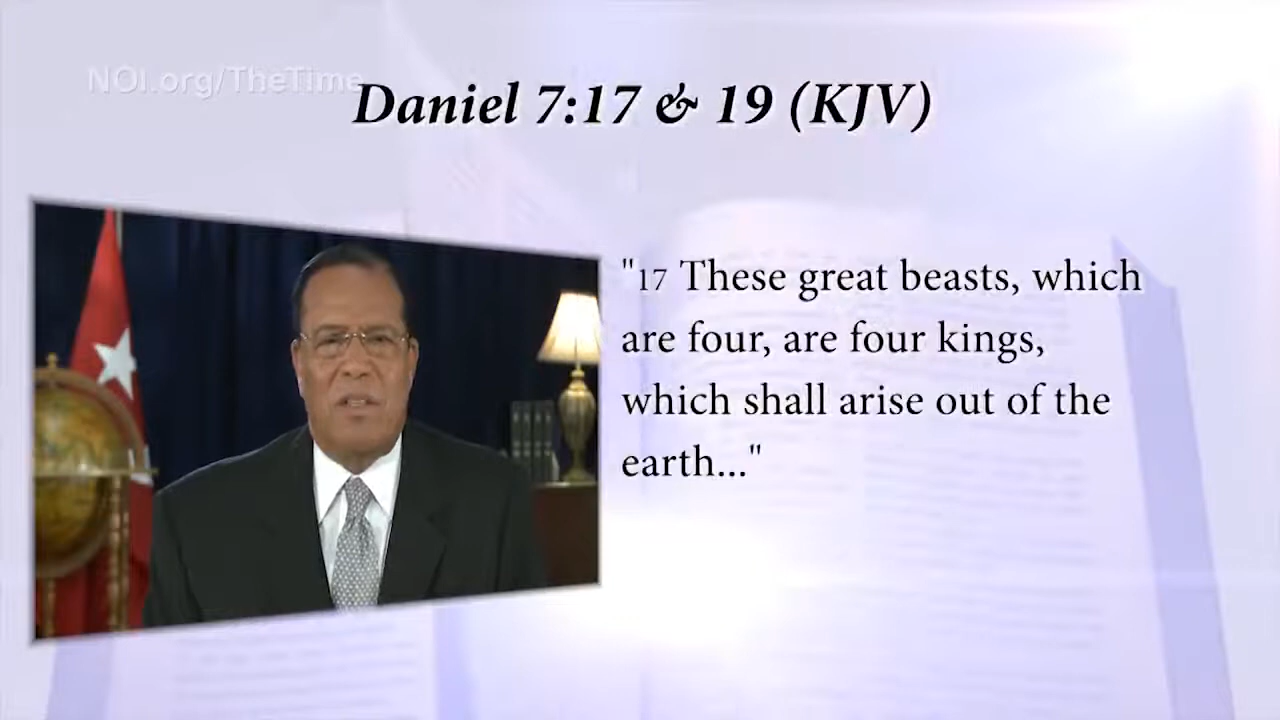 NOI.org/TheTime
Daniel 7:17 & 19 (KJV)
"17 These great beasts, which
are four, are four kings,
which shall arise out of the
earth..."